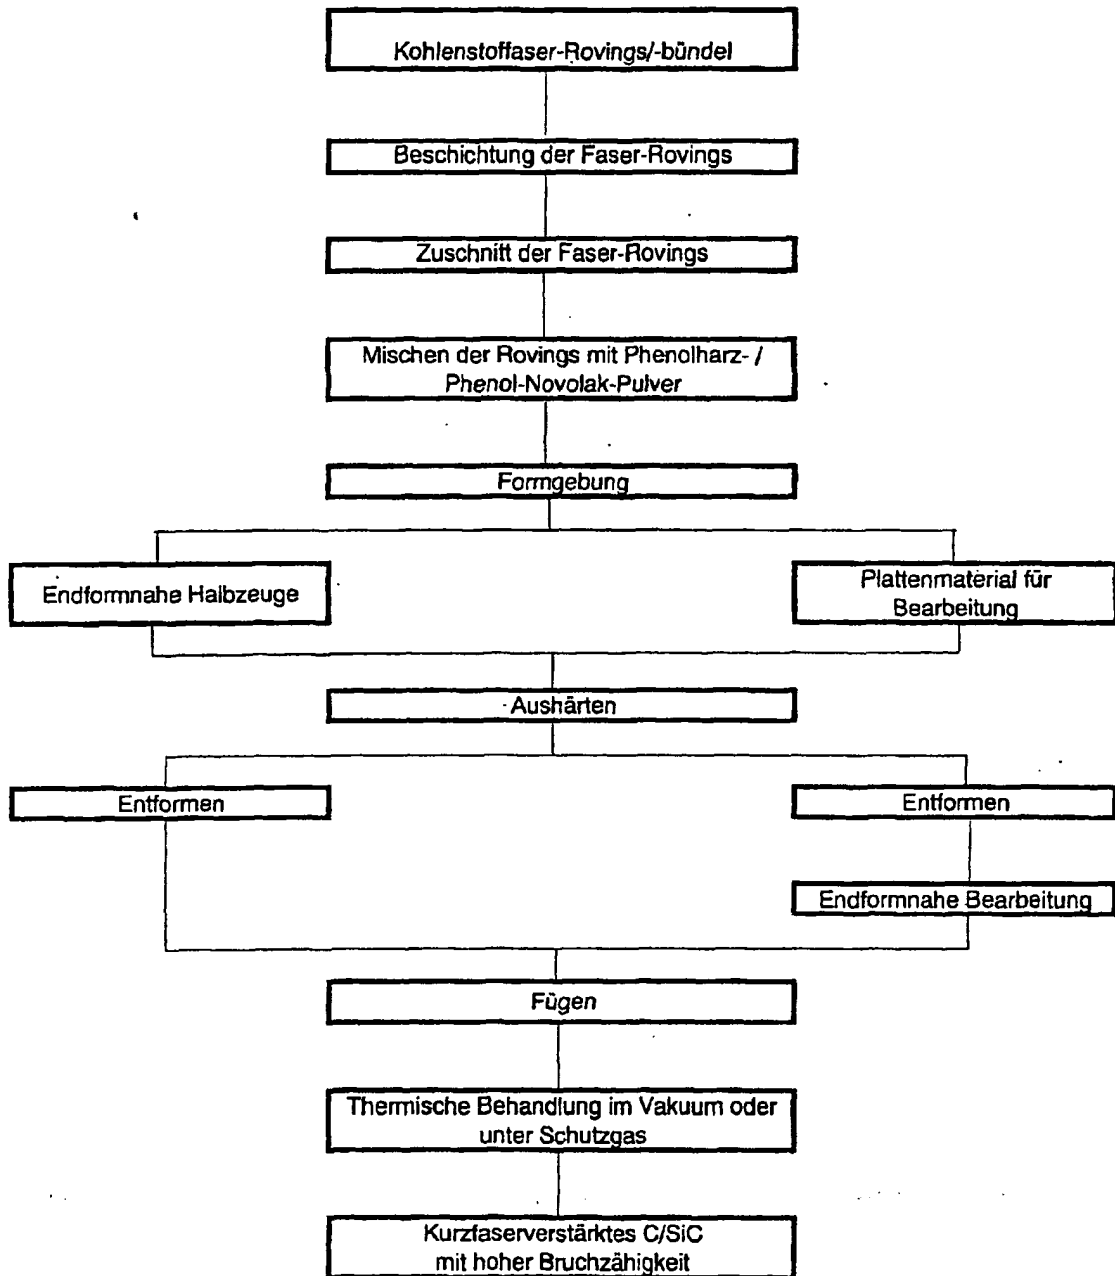 Kohlenstoffaser-Rovings/-bündel
Beschichtung der Faser-Rovings
Zuschnitt der Faser-Rovings
Mischen der Rovings mit Phenolharz- /
Phenol-Novolak-Pulver
Formgebung
Endformnahe Halbzeuge
Plattenmaterial für
Bearbeitung
Aushärten
Entformen
Entformen
Endformnahe Bearbeitung
Fügen
Thermische Behandlung im Vakuum oder
unter Schutzgas
Kurzfaserverstärktes C/SiC
mit hoher Bruchzähigkeit